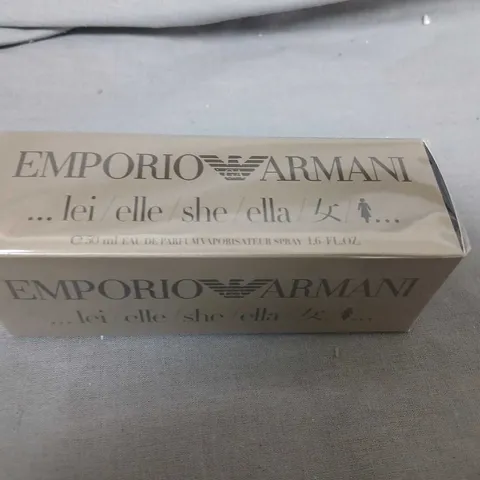 EMPORIO ARMANI
...lei/elle/she/ella/女/...
℮ 50 ml EAU DE PARFUM VAPORISATEUR SPRAY 1.6 FL.OZ.
EMPORIO ARMANI
...lei/elle/she/ella/女/...